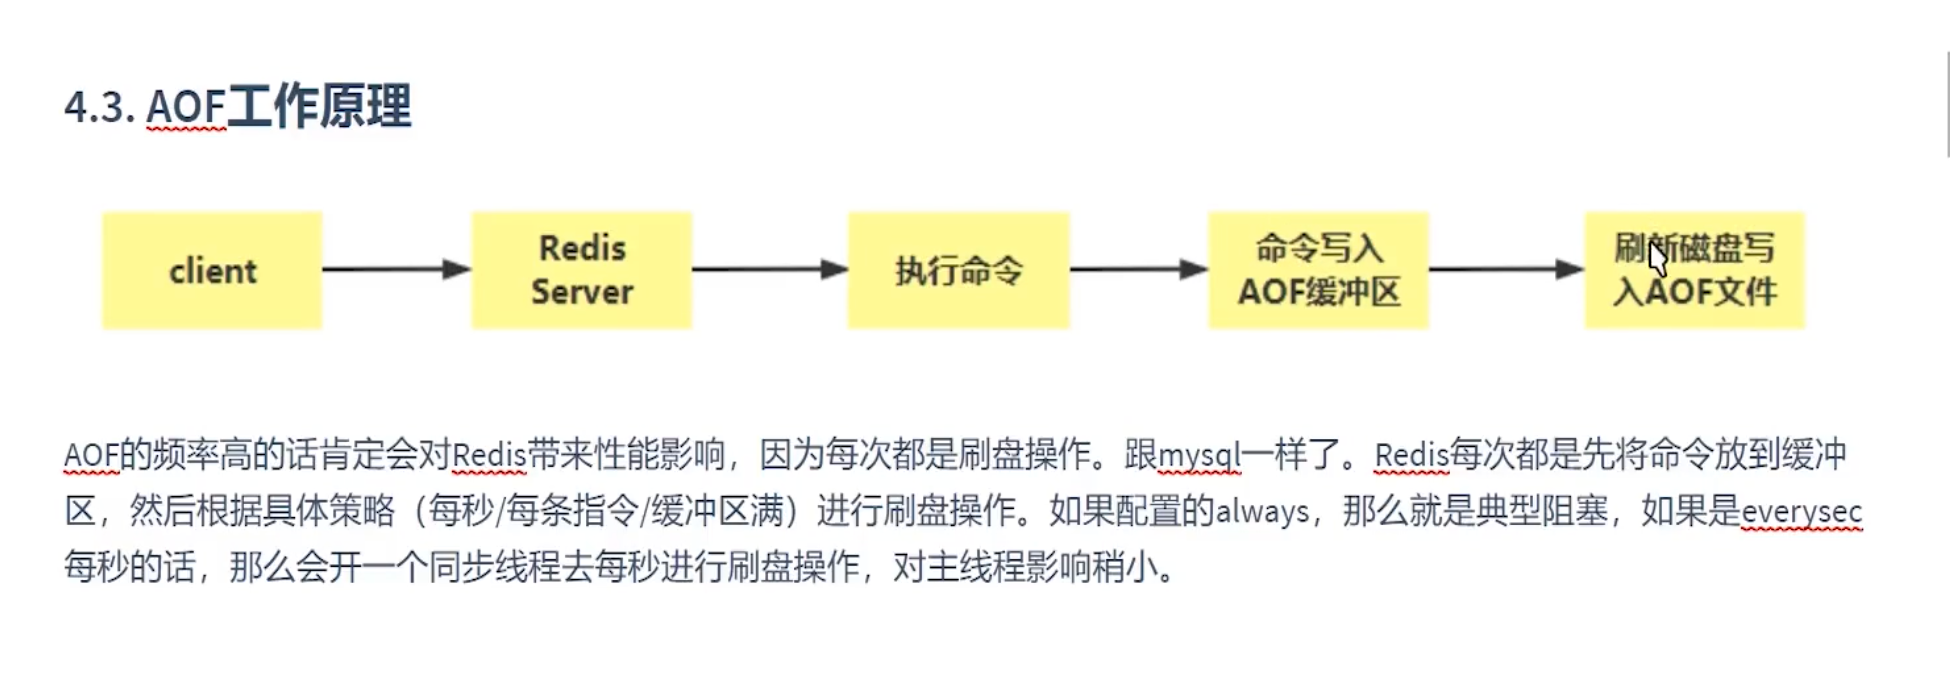 4.3. AOF工作原理
client
Redis
Server
执行命令
命令写入
AOF缓冲区
刷新磁盘写
入AOF文件
AOF的频率高的话肯定会对Redis带来性能影响，因为每次都是刷盘操作。跟mysql一样了。Redis每次都是先将命令放到缓冲
区，然后根据具体策略（每秒/每条指令/缓冲区满）进行刷盘操作。如果配置的always，那么就是典型阻塞，如果是everysec
每秒的话，那么会开一个同步线程去每秒进行刷盘操作，对主线程影响稍小。